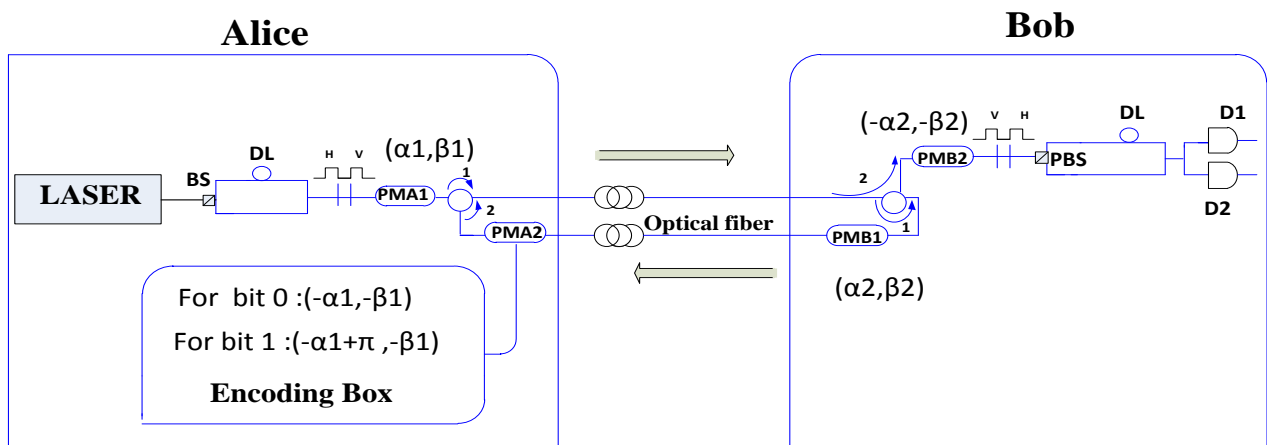 Alice
Bob
LASER
BS
DL
H V
(α1,β1)
PMA1
1
2
PMA2
Optical fiber
(-α2,-β2)
2
1
PMB2
PMB1
(α2,β2)
V H
PBS
DL
D1
D2
For bit 0 :(-α1,-β1)
For bit 1 :(-α1+π ,-β1)
Encoding Box